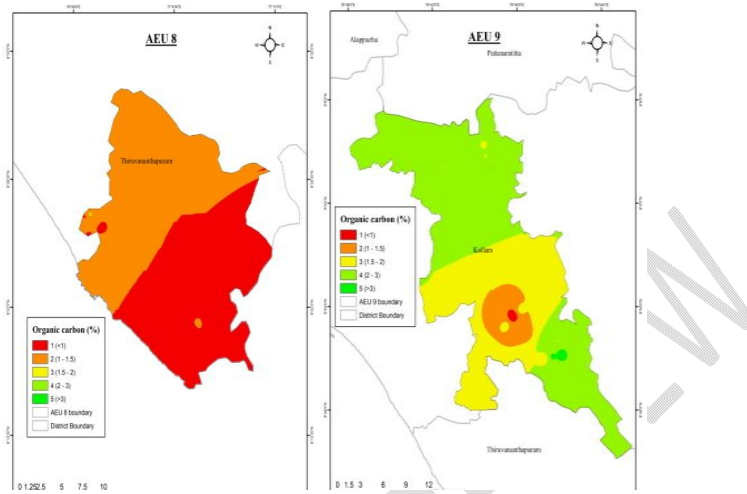 AEU 8
N
W
S
Thiruvananthapuram
Organic carbon (%)
1 (<1)
2 (1 - 1.5)
3 (1.5 - 2)
4 (2 - 3)
5 (>3)
AEU 8 boundary
District Boundary
0 1.25 2.5 5 7.5 10
AEU 9
N
W
S
Alappuzha
Pattanamtitta
Kollam
Organic carbon (%)
1 (<1)
2 (1 - 1.5)
3 (1.5 - 2)
4 (2 - 3)
5 (>3)
AEU 9 boundary
District Boundary
Thiruvananthapuram
0 1.5 3 6 9 12